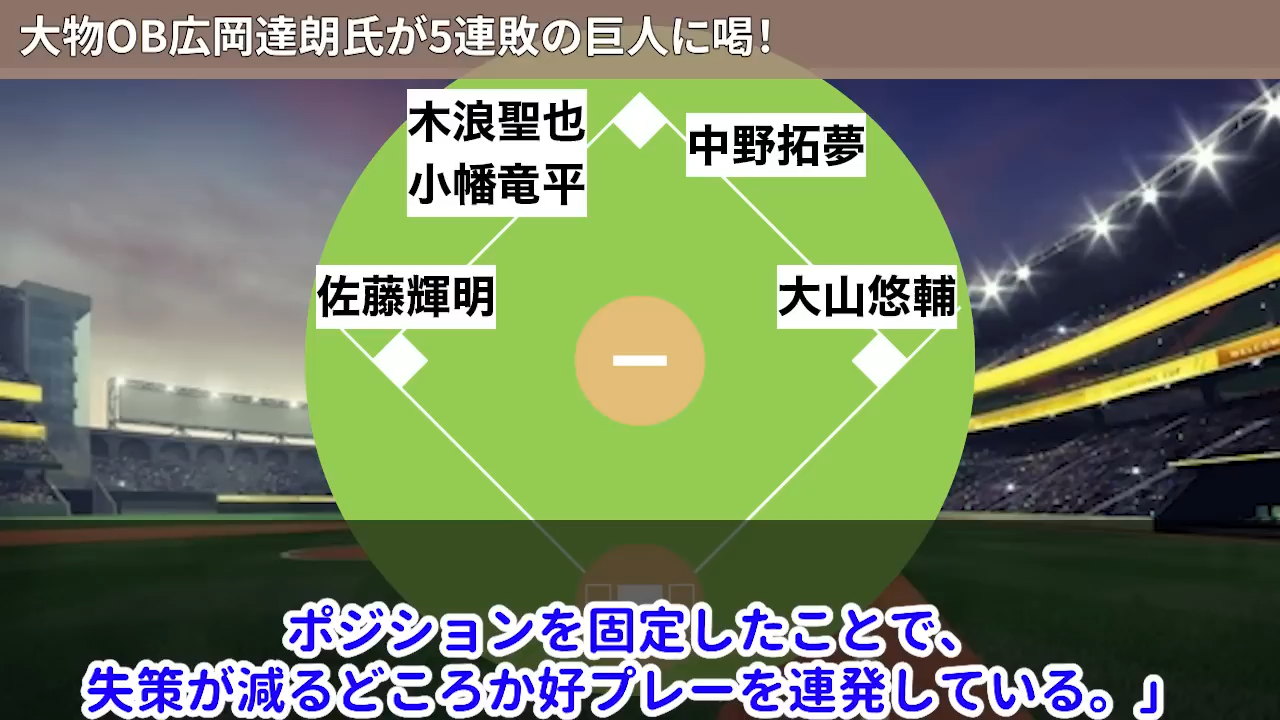 大物OB広岡達朗氏が5連敗の巨人に喝!
木浪聖也
小幡竜平
中野拓夢
佐藤輝明
大山悠輔
WELCOME
ポジションを固定したことで、
失策が減るどころか好プレーを連発している。」